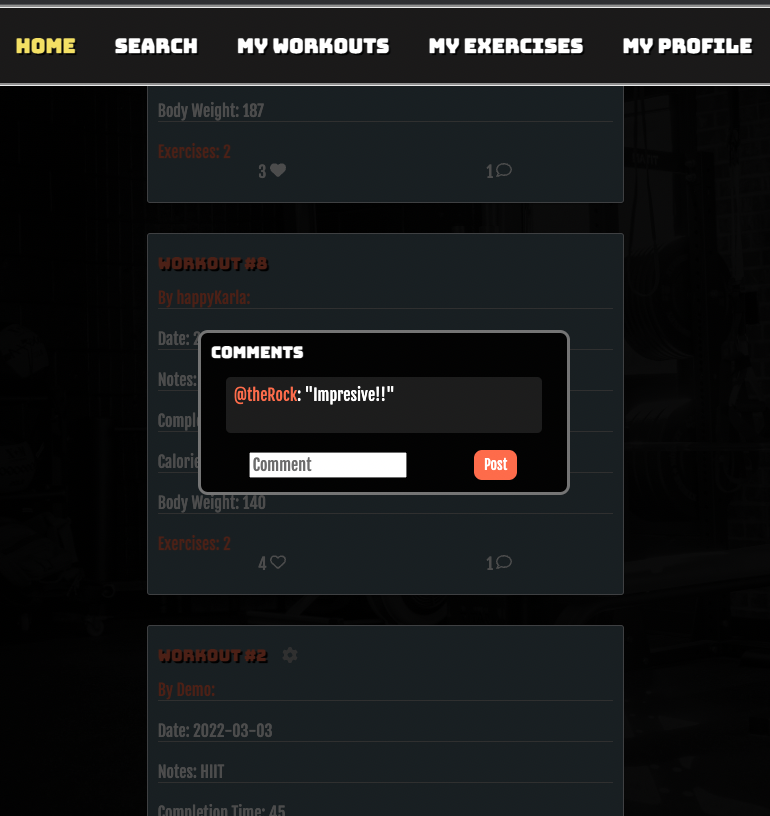 HOME SEARCH MY WORKOUTS MY EXERCISES MY PROFILE
Body Weight: 187
Exercises: 2
3 1
WORKOUT #8
By happyKarla:
Date: 2
Notes:
COMMENTS
@theRock: "Impresive!!"
Comment Post
Body Weight: 140
Exercises: 2
4 1
WORKOUT #2
By Demo:
Date: 2022-03-03
Notes: HIIT
Completion Time: 45